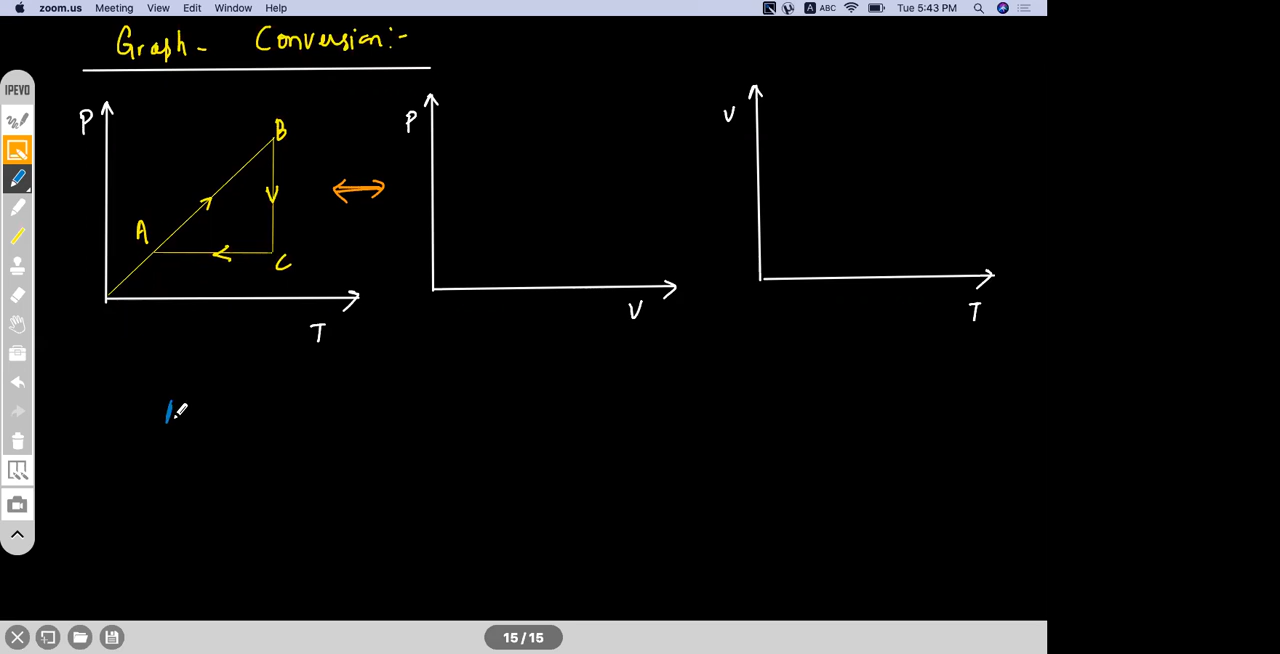 zoom.us Meeting View Edit Window Help
A ABC Tue 5:43 PM
Graph - Conversion :-
IPEVO
P B A C T
P V
V T
15 / 15